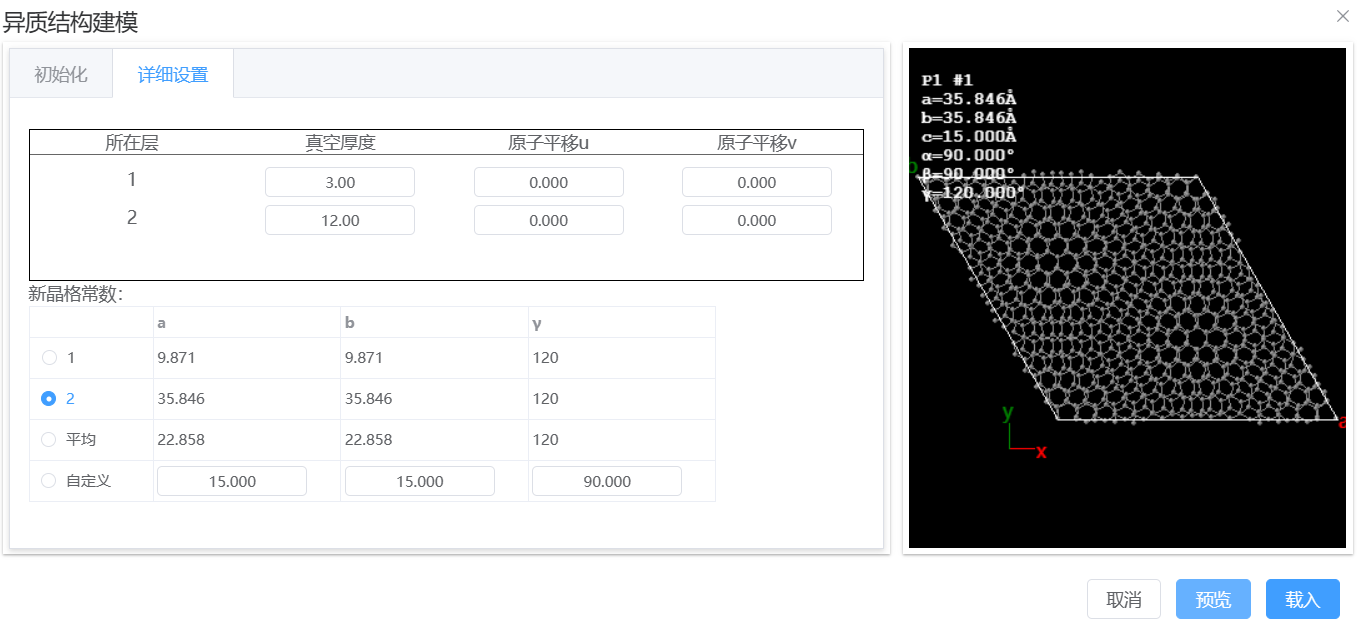 异质结构建模
初始化 详细设置
所在层 真空厚度 原子平移u 原子平移v
1 3.00 0.000 0.000
2 12.00 0.000 0.000
新晶格常数：
a b γ
1 9.871 9.871 120
2 35.846 35.846 120
平均 22.858 22.858 120
自定义 15.000 15.000 90.000
P1 #1
a=35.846Å
b=35.846Å
c=15.000Å
α=90.000°
β=90.000°
γ=120.000°
b
a
y
x
取消 预览 载入